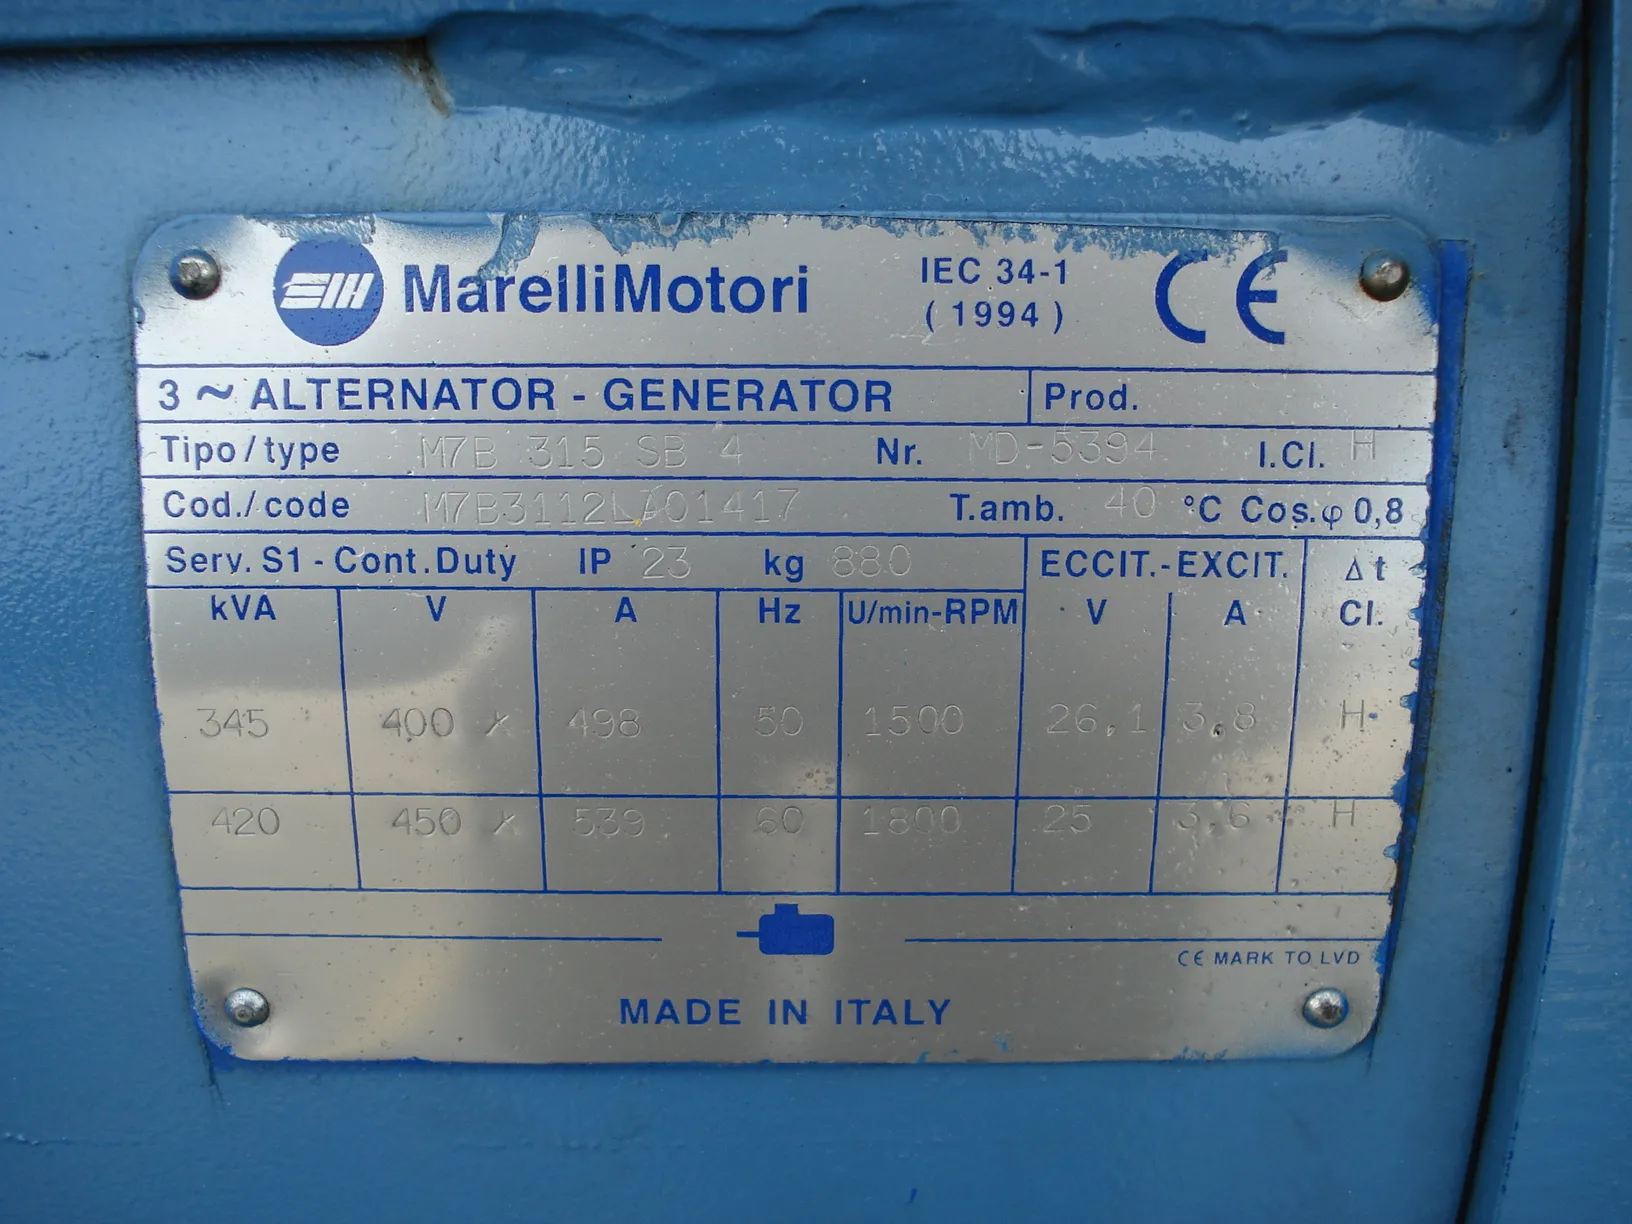 MarelliMotori IEC 34-1 CE
(1994)
3 ~ ALTERNATOR - GENERATOR Prod.
Tipo/type M7B 315 SB 4 Nr. MD-5394 I.Cl. H
Cod./code M7B3112LA01417 T.amb. 40 °C Cos.φ 0,8
Serv. S1 - Cont. Duty IP 23 kg 880 ECCIT.-EXCIT. Δt
kVA V A Hz U/min-RPM V A Cl.
345 400 498 50 1500 26,1 3,8 H
420 450 539 60 1800 25 3,6 H
CE MARK TO LVD
MADE IN ITALY